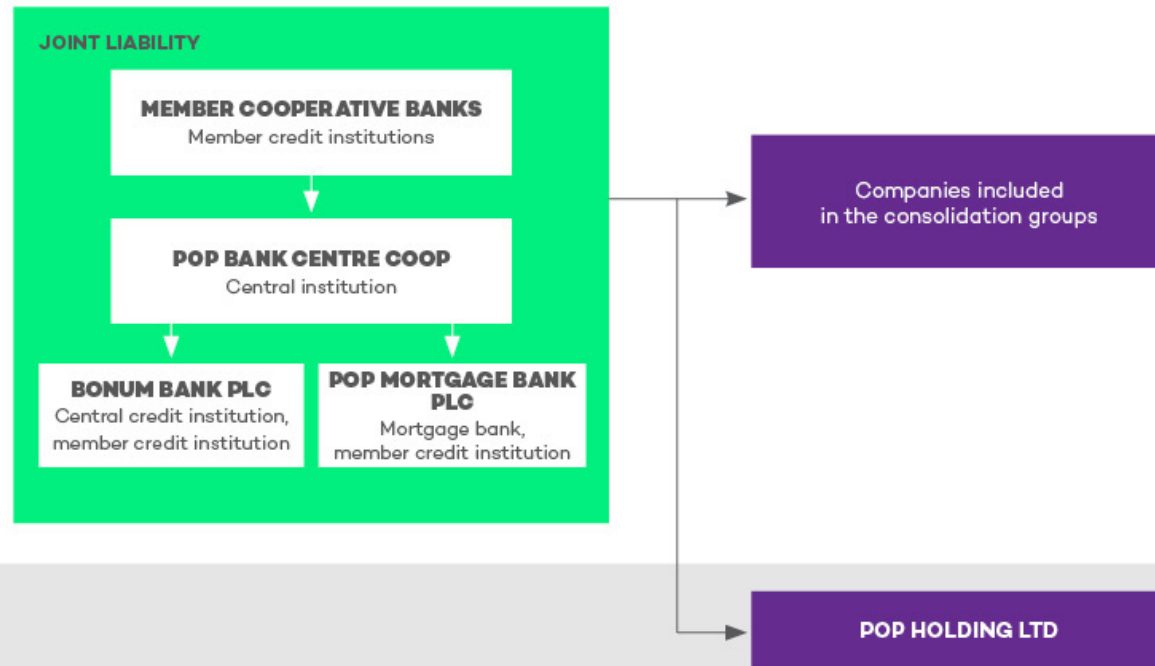 JOINT LIABILITY
MEMBER COOPERATIVE BANKS
Member credit institutions
POP BANK CENTRE COOP
Central institution
BONUM BANK PLC
Central credit institution,
member credit institution
POP MORTGAGE BANK
PLC
Mortgage bank,
member credit institution
Companies included
in the consolidation groups
POP HOLDING LTD